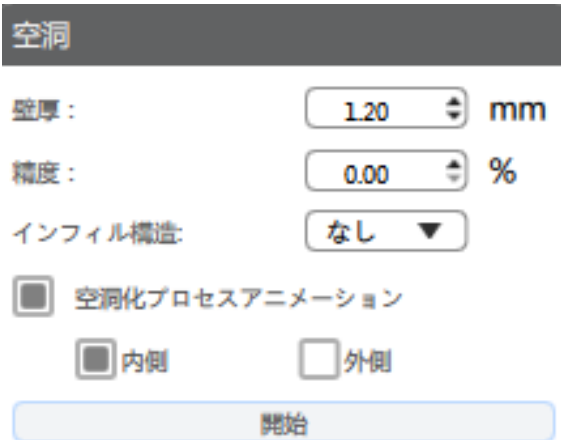 空洞
壁厚： 1.20 mm
精度： 0.00 %
インフィル構造: なし
空洞化プロセスアニメーション
内側 外側
開始